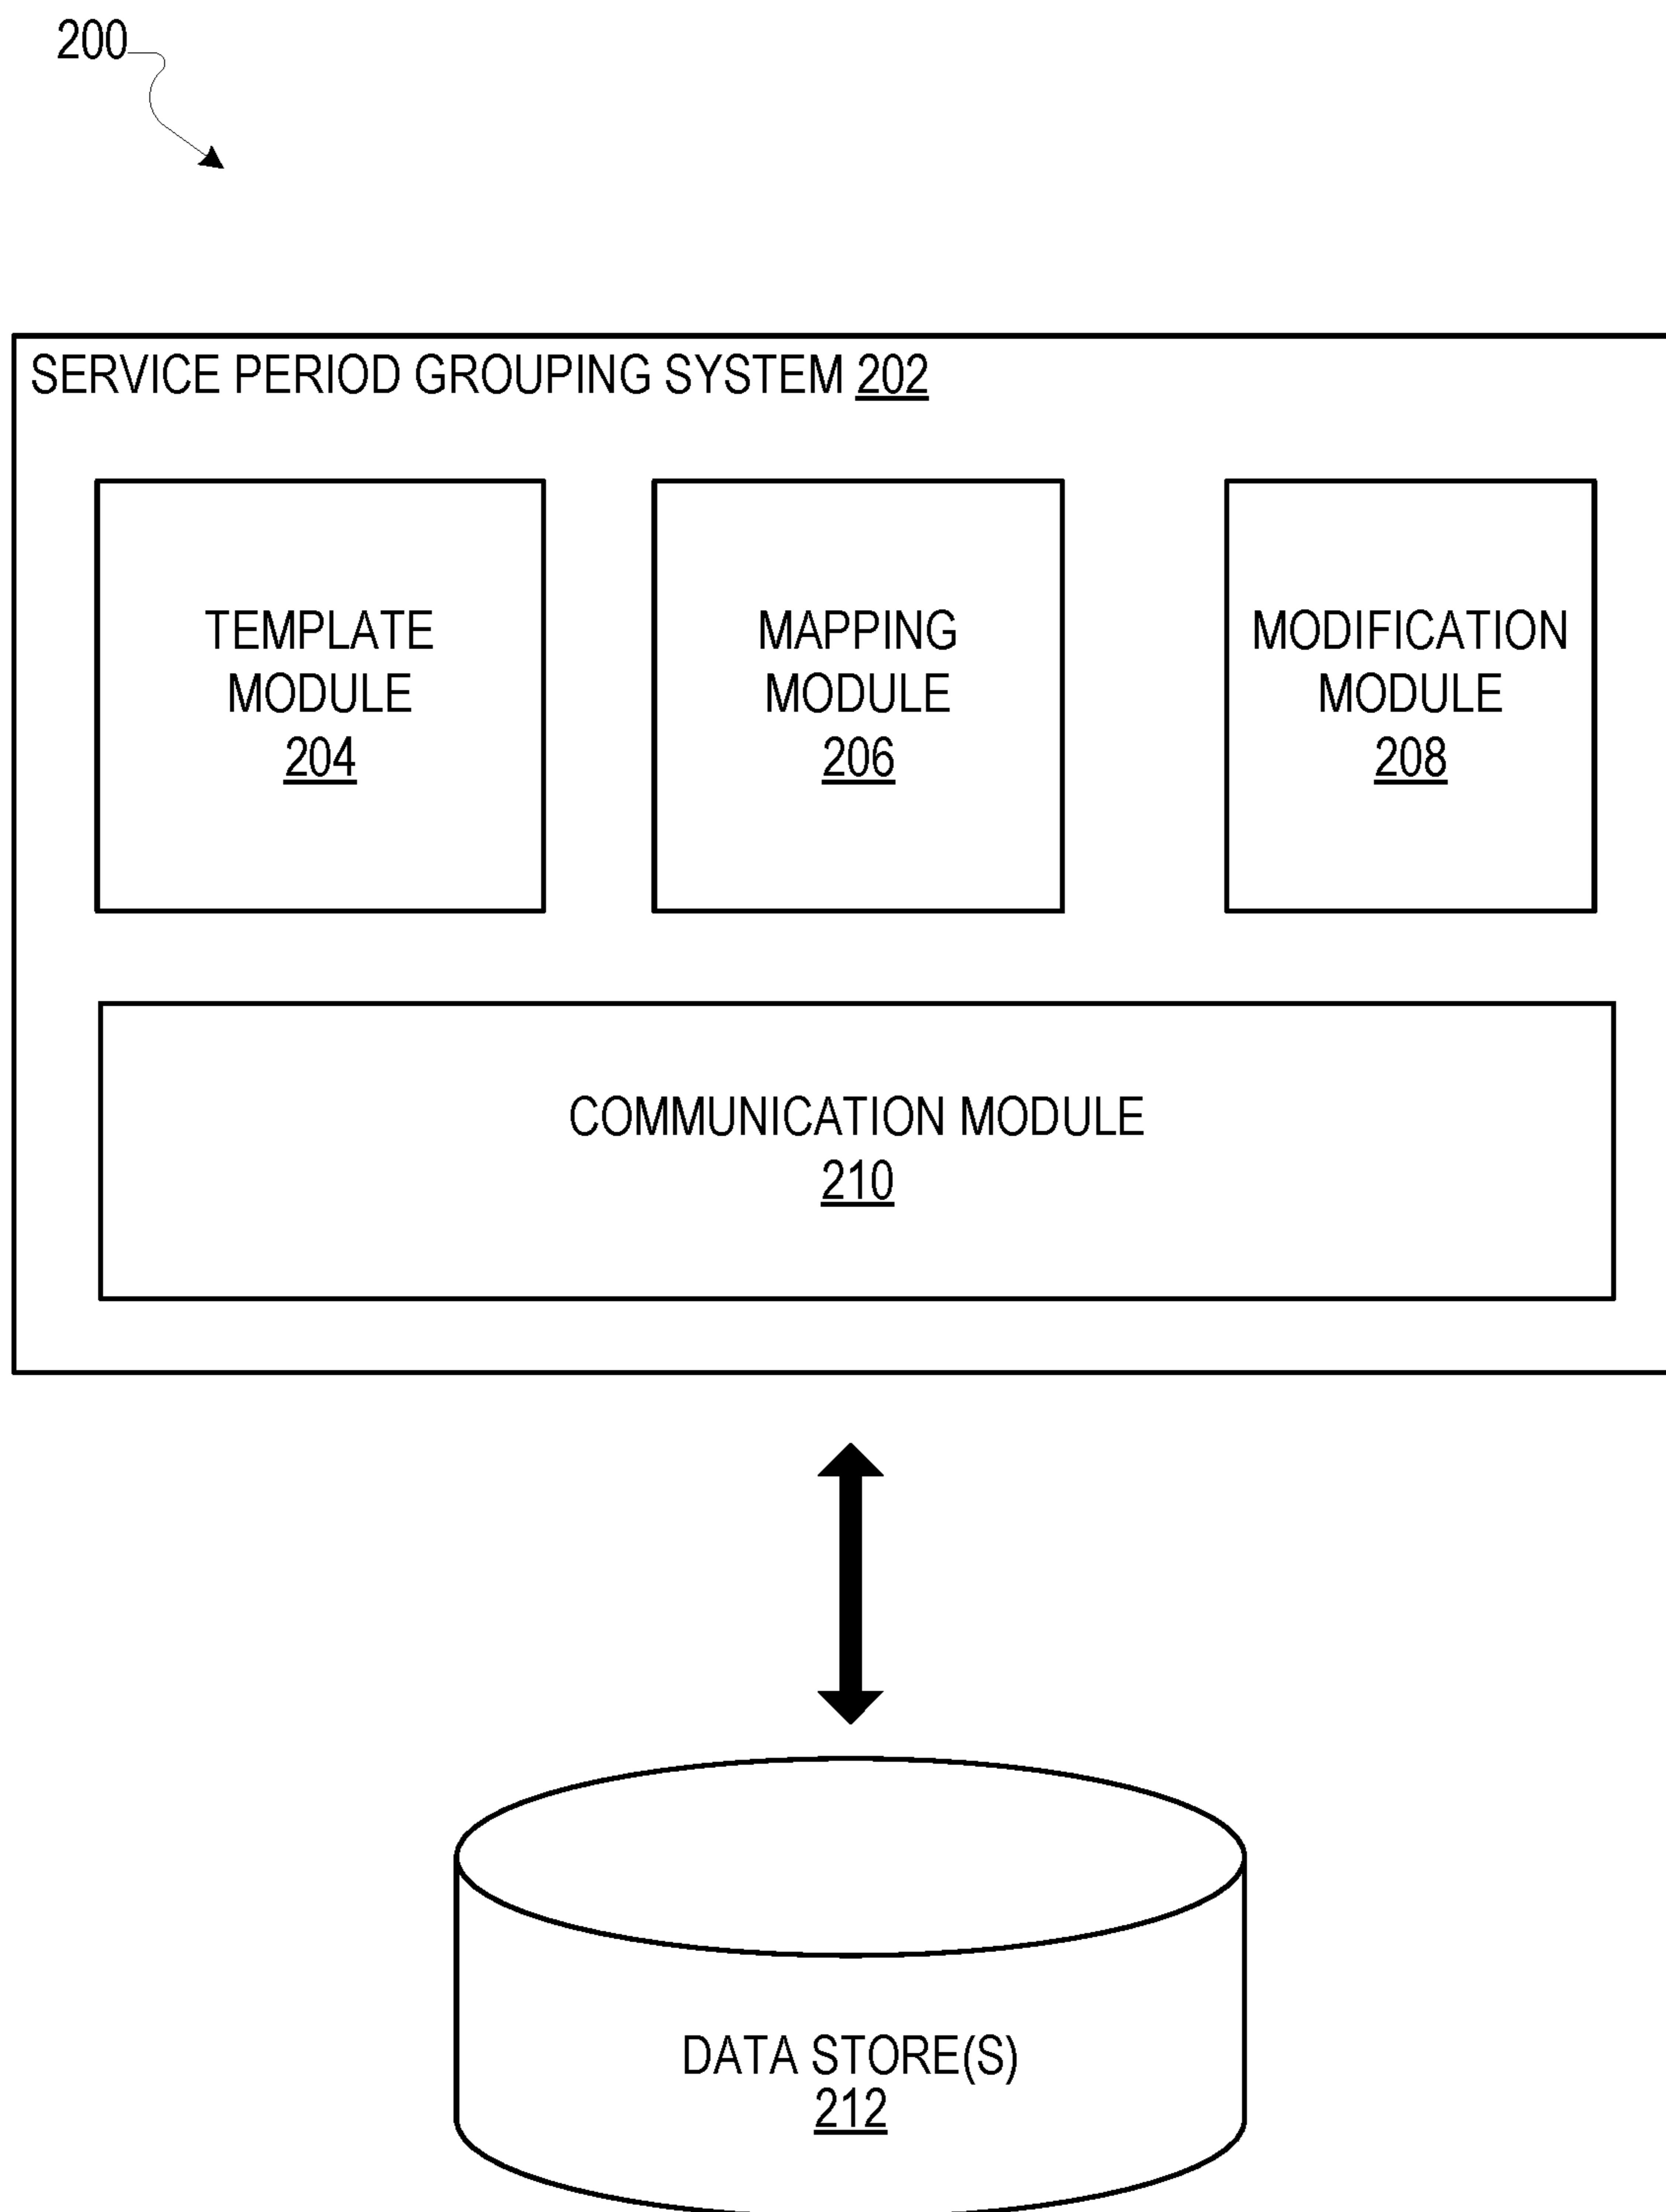 200
SERVICE PERIOD GROUPING SYSTEM 202
TEMPLATE
MODULE
204
MAPPING
MODULE
206
MODIFICATION
MODULE
208
COMMUNICATION MODULE
210
DATA STORE(S)
212